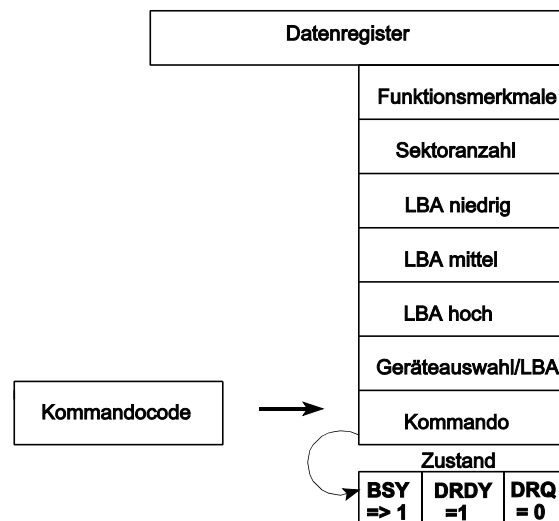 Datenregister
Funktionsmerkmale
Sektoranzahl
LBA niedrig
LBA mittel
LBA hoch
Geräteauswahl/LBA
Kommandocode
Kommando
Zustand
BSY DRDY DRQ
=> 1 =1 = 0